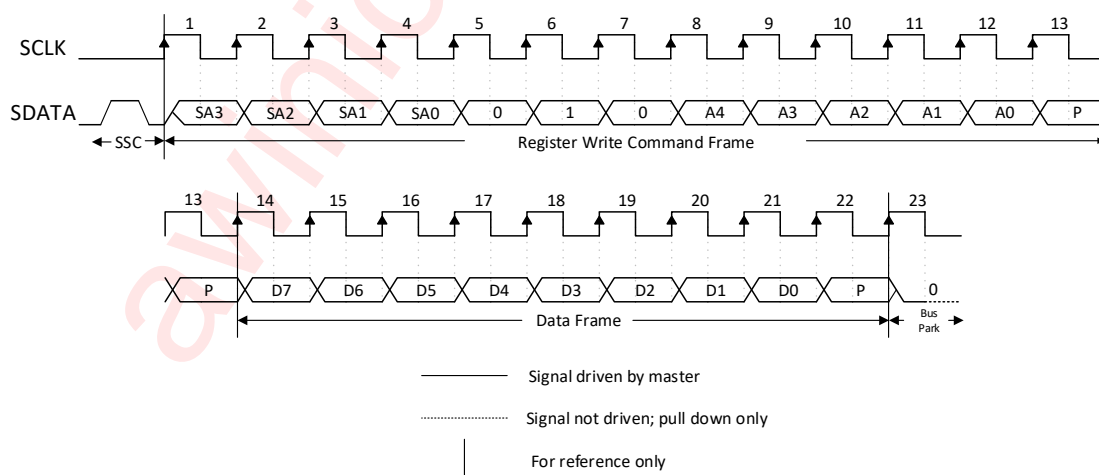 1 2 3 4 5 6 7 8 9 10 11 12 13
SCLK
SDATA SA3 SA2 SA1 SA0 0 1 0 A4 A3 A2 A1 A0 P
SSC Register Write Command Frame
13 14 15 16 17 18 19 20 21 22 23
P D7 D6 D5 D4 D3 D2 D1 D0 P 0
Data Frame Bus
Park
Signal driven by master
Signal not driven; pull down only
For reference only
awinic